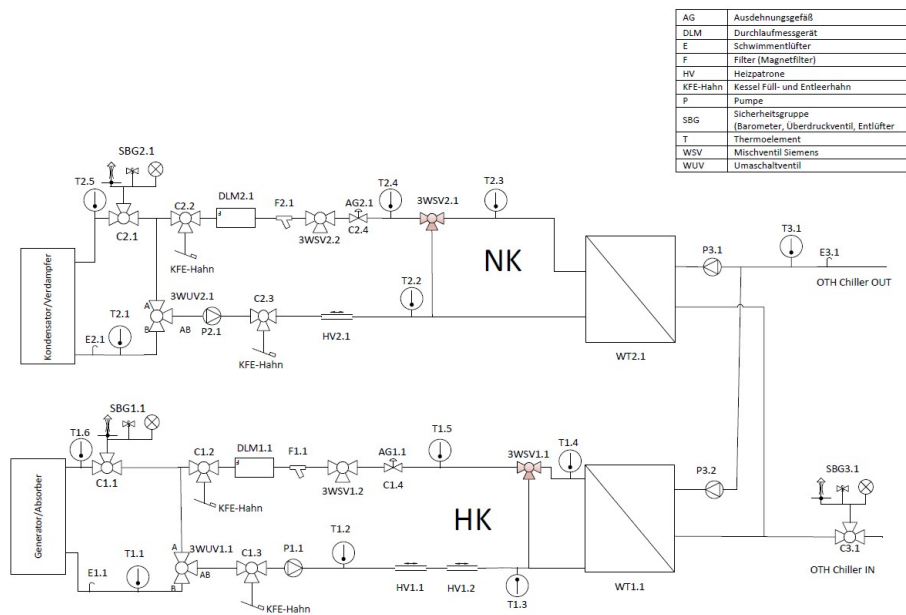 AG Ausdehnungsgefäß
DLM Durchlaufmessgerät
E Schwimmentlüfter
F Filter (Magnetfilter)
HV Heizpatrone
KFE-Hahn Kessel Füll- und Entleerhahn
P Pumpe
SBG Sicherheitsgruppe
(Barometer, Überdruckventil, Entlüfter
T Thermoelement
WSV Mischventil Siemens
WUV Umaschaltventil
SBG2.1
T2.5
C2.1
C2.2
DLM2.1
F
F2.1
3WSV2.2
AG2.1
C2.4
T2.4
3WSV2.1
T2.3
KFE-Hahn
NK
Kondensator/Verdampfer
E2.1
T2.1
A
B
AB
3WUV2.1
P2.1
C2.3
KFE-Hahn
HV2.1
T2.2
WT2.1
P3.1
T3.1
E3.1
OTH Chiller OUT
SBG1.1
T1.6
C1.1
C1.2
DLM1.1
F
F1.1
3WSV1.2
AG1.1
C1.4
T1.5
3WSV1.1
T1.4
KFE-Hahn
HK
Generator/Absorber
E1.1
T1.1
A
B
AB
3WUV1.1
C1.3
KFE-Hahn
P1.1
T1.2
HV1.1
HV1.2
T1.3
WT1.1
P3.2
SBG3.1
C3.1
OTH Chiller IN